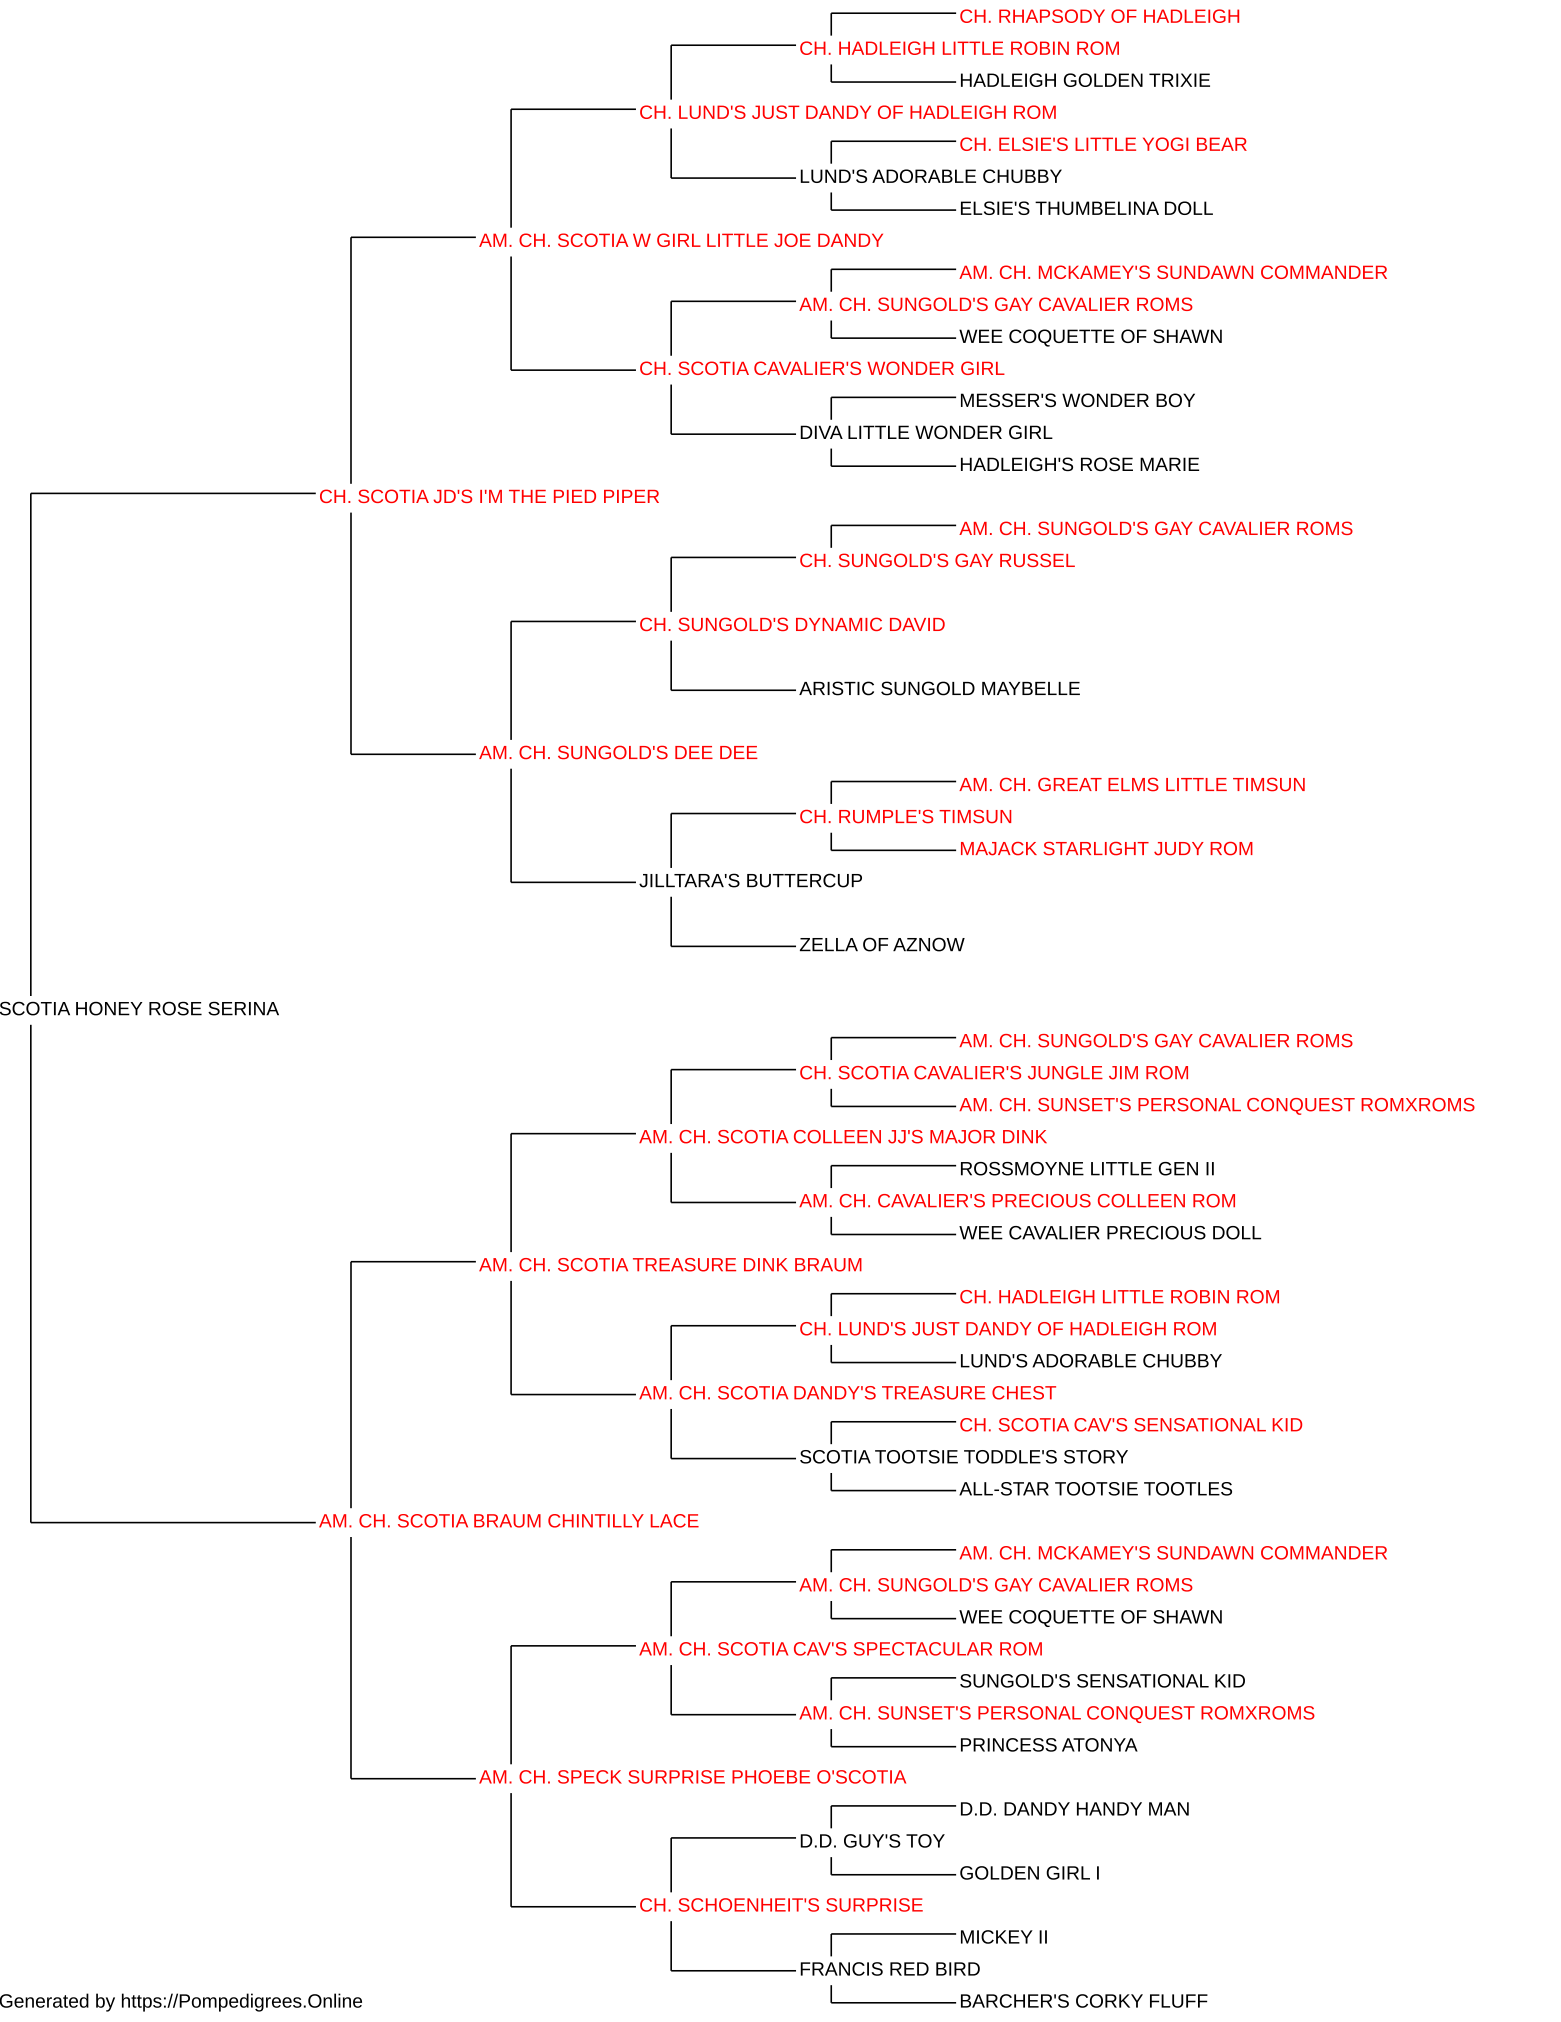 CH. RHAPSODY OF HADLEIGH
CH. HADLEIGH LITTLE ROBIN ROM
HADLEIGH GOLDEN TRIXIE
CH. LUND'S JUST DANDY OF HADLEIGH ROM
CH. ELSIE'S LITTLE YOGI BEAR
LUND'S ADORABLE CHUBBY
ELSIE'S THUMBELINA DOLL
AM. CH. SCOTIA W GIRL LITTLE JOE DANDY
AM. CH. MCKAMEY'S SUNDAWN COMMANDER
AM. CH. SUNGOLD'S GAY CAVALIER ROMS
WEE COQUETTE OF SHAWN
CH. SCOTIA CAVALIER'S WONDER GIRL
MESSER'S WONDER BOY
DIVA LITTLE WONDER GIRL
HADLEIGH'S ROSE MARIE
CH. SCOTIA JD'S I'M THE PIED PIPER
AM. CH. SUNGOLD'S GAY CAVALIER ROMS
CH. SUNGOLD'S GAY RUSSEL
CH. SUNGOLD'S DYNAMIC DAVID
ARISTIC SUNGOLD MAYBELLE
AM. CH. SUNGOLD'S DEE DEE
AM. CH. GREAT ELMS LITTLE TIMSUN
CH. RUMPLE'S TIMSUN
MAJACK STARLIGHT JUDY ROM
JILLTARA'S BUTTERCUP
ZELLA OF AZNOW
SCOTIA HONEY ROSE SERINA
AM. CH. SUNGOLD'S GAY CAVALIER ROMS
CH. SCOTIA CAVALIER'S JUNGLE JIM ROM
AM. CH. SUNSET'S PERSONAL CONQUEST ROMXROMS
AM. CH. SCOTIA COLLEEN JJ'S MAJOR DINK
ROSSMOYNE LITTLE GEN II
AM. CH. CAVALIER'S PRECIOUS COLLEEN ROM
WEE CAVALIER PRECIOUS DOLL
AM. CH. SCOTIA TREASURE DINK BRAUM
CH. HADLEIGH LITTLE ROBIN ROM
CH. LUND'S JUST DANDY OF HADLEIGH ROM
LUND'S ADORABLE CHUBBY
AM. CH. SCOTIA DANDY'S TREASURE CHEST
CH. SCOTIA CAV'S SENSATIONAL KID
SCOTIA TOOTSIE TODDLE'S STORY
ALL-STAR TOOTSIE TOOTLES
AM. CH. SCOTIA BRAUM CHINTILLY LACE
AM. CH. MCKAMEY'S SUNDAWN COMMANDER
AM. CH. SUNGOLD'S GAY CAVALIER ROMS
WEE COQUETTE OF SHAWN
AM. CH. SCOTIA CAV'S SPECTACULAR ROM
SUNGOLD'S SENSATIONAL KID
AM. CH. SUNSET'S PERSONAL CONQUEST ROMXROMS
PRINCESS ATONYA
AM. CH. SPECK SURPRISE PHOEBE O'SCOTIA
D.D. DANDY HANDY MAN
D.D. GUY'S TOY
GOLDEN GIRL I
CH. SCHOENHEIT'S SURPRISE
MICKEY II
FRANCIS RED BIRD
BARCHER'S CORKY FLUFF
Generated by https://Pompedigrees.Online